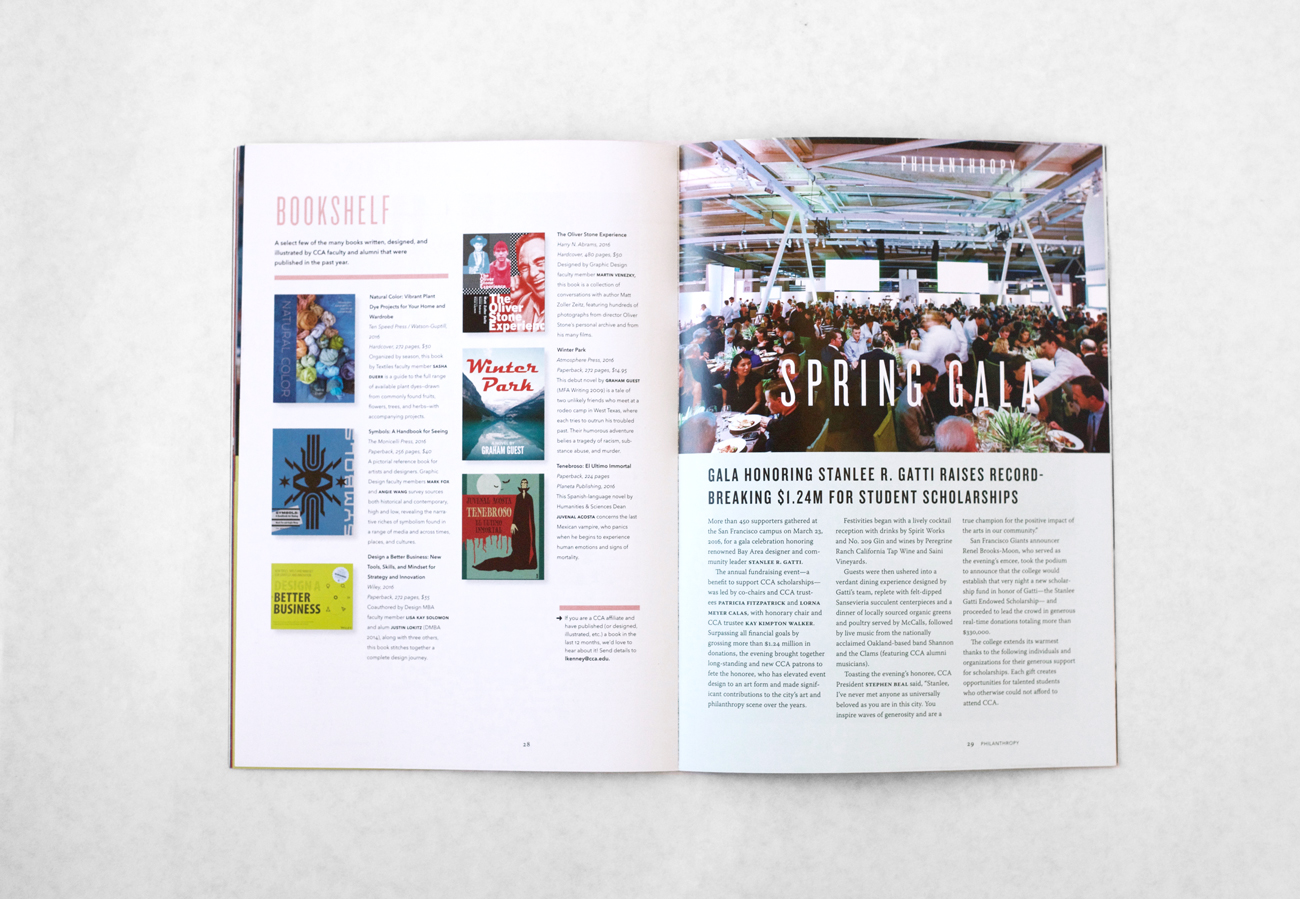 BOOKSHELF
A select few of the many books written, designed, and
illustrated by CCA faculty and alumni that were
published in the past year.
NATURAL COLOR
Natural Color: Vibrant Plant
Dye Projects for Your Home and
Wardrobe
Ten Speed Press / Watson-Guptill,
2016
Hardcover, 272 pages, $30
Organized by season, this book
by Textiles faculty member SASHA
DUERR is a guide to the full range
of available plant dyes—drawn
from commonly found fruits,
flowers, trees, and herbs—with
accompanying projects.
SYMBOLS
Symbols: A Handbook for Seeing
The Monacelli Press, 2016
Paperback, 256 pages, $40
A pictorial reference book for
artists and designers. Graphic
Design faculty members MARK FOX
and ANGIE WANG survey sources
both historical and contemporary,
high and low, revealing the narra-
tive riches of symbolism found in
a range of media and across times,
places, and cultures.
DESIGN A
BETTER
BUSINESS
Design a Better Business: New
Tools, Skills, and Mindset for
Strategy and Innovation
Wiley, 2016
Paperback, 272 pages, $35
Coauthored by Design MBA
faculty member LISA KAY SOLOMON
and alum JUSTIN LOKITZ (DMBA
2014), along with three others,
this book stitches together a
complete design journey.
The
Oliver
Stone
Experience
The Oliver Stone Experience
Harry N. Abrams, 2016
Hardcover, 480 pages, $50
Designed by Graphic Design
faculty member MARTIN VENEZKY,
this book is a collection of
conversations with author Matt
Zoller Zeitz, featuring hundreds of
photographs from director Oliver
Stone's personal archive and from
his many films.
Winter
Park
GRAHAM GUEST
Winter Park
Atmosphere Press, 2016
Paperback, 272 pages, $14.95
This debut novel by GRAHAM GUEST
(MFA Writing 2009) is a tale of
two unlikely friends who meet at a
rodeo camp in West Texas, where
each tries to outrun his troubled
past. Their humorous adventure
belies a tragedy of racism, sub-
stance abuse, and murder.
JUVENAL ACOSTA
TENEBROSO
EL ÚLTIMO
INMORTAL
Tenebroso: El Ultimo Immortal
Paperback, 224 pages
Planeta Publishing, 2016
This Spanish-language novel by
Humanities & Sciences Dean
JUVENAL ACOSTA concerns the last
Mexican vampire, who panics
when he begins to experience
human emotions and signs of
mortality.
➔ If you are a CCA affiliate and
have published (or designed,
illustrated, etc.) a book in the
last 12 months, we'd love to
hear about it! Send details to
lkenney@cca.edu.
28
PHILANTHROPY
SPRING GALA
GALA HONORING STANLEE R. GATTI RAISES RECORD-
BREAKING $1.24M FOR STUDENT SCHOLARSHIPS
More than 450 supporters gathered at
the San Francisco campus on March 23,
2016, for a gala celebration honoring
renowned Bay Area designer and com-
munity leader STANLEE R. GATTI.
The annual fundraising event—a
benefit to support CCA scholarships—
was led by co-chairs and CCA trust-
ees PATRICIA FITZPATRICK and LORNA
MEYER CALAS, with honorary chair and
CCA trustee KAY KIMPTON WALKER.
Surpassing all financial goals by
grossing more than $1.24 million in
donations, the evening brought together
long-standing and new CCA patrons to
fete the honoree, who has elevated event
design to an art form and made signif-
icant contributions to the city's art and
philanthropy scene over the years.
Festivities began with a lively cocktail
reception with drinks by Spirit Works
and No. 209 Gin and wines by Peregrine
Ranch California Tap Wine and Saini
Vineyards.
Guests were then ushered into a
verdant dining experience designed by
Gatti's team, replete with felt-dipped
Sansevieria succulent centerpieces and a
dinner of locally sourced organic greens
and poultry served by McCalls, followed
by live music from the nationally
acclaimed Oakland-based band Shannon
and the Clams (featuring CCA alumni
musicians).
Toasting the evening's honoree, CCA
President STEPHEN BEAL said, "Stanlee,
I've never met anyone as universally
beloved as you are in this city. You
inspire waves of generosity and are a
true champion for the positive impact of
the arts in our community."
San Francisco Giants announcer
Renel Brooks-Moon, who served as
the evening's emcee, took the podium
to announce that the college would
establish that very night a new scholar-
ship fund in honor of Gatti—the Stanlee
Gatti Endowed Scholarship— and
proceeded to lead the crowd in generous
real-time donations totaling more than
$330,000.
The college extends its warmest
thanks to the following individuals and
organizations for their generous support
for scholarships. Each gift creates
opportunities for talented students
who otherwise could not afford to
attend CCA.
29 PHILANTHROPY